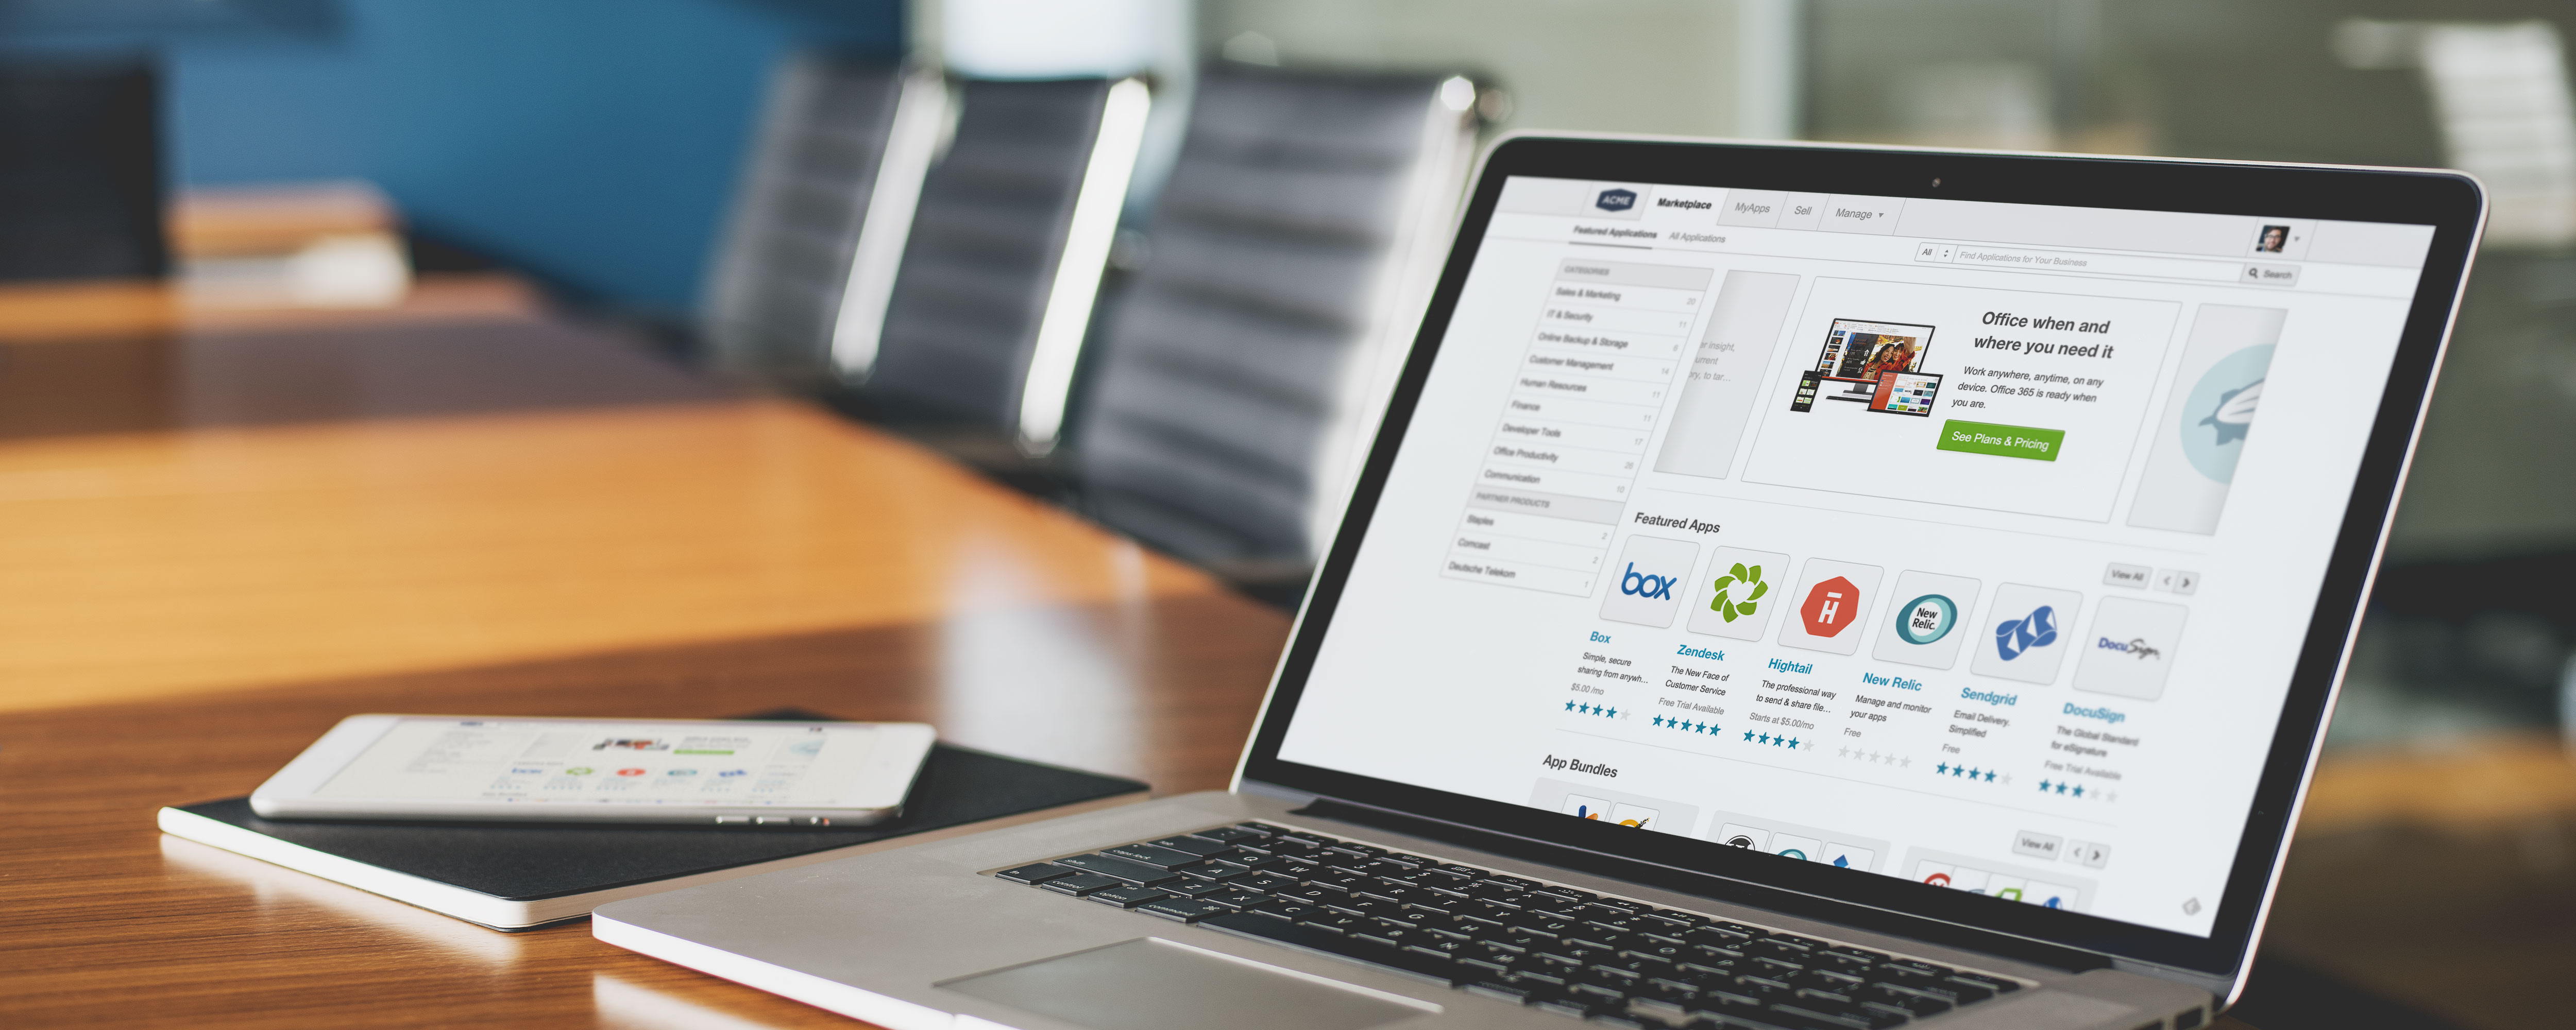 ACME
Marketplace
MyApps
Sell
Manage
Featured Applications
All Applications
All
Find Applications for Your Business
Search
CATEGORIES
Sales & Marketing 20
IT & Security 11
Online Backup & Storage
Customer Management 14
Human Resources 11
Finance 11
Developer Tools 17
Office Productivity 26
Communication 10
PARTNER PRODUCTS
Staples 2
Comcast 2
Deutsche Telekom 1
Office when and
where you need it
Work anywhere, anytime, on any
device. Office 365 is ready when
you are.
See Plans & Pricing
Featured Apps
View All
box
New
Relic.
DocuSign
Box
Simple, secure
sharing from anywh...
$5.00 /mo
Zendesk
The New Face of
Customer Service
Free Trial Available
Hightail
The professional way
to send & share file...
Starts at $5.00/mo
New Relic
Manage and monitor
your apps
Free
Sendgrid
Email Delivery.
Simplified
Free
DocuSign
The Global Standard
for eSignature
Free Trial Available
App Bundles
View All